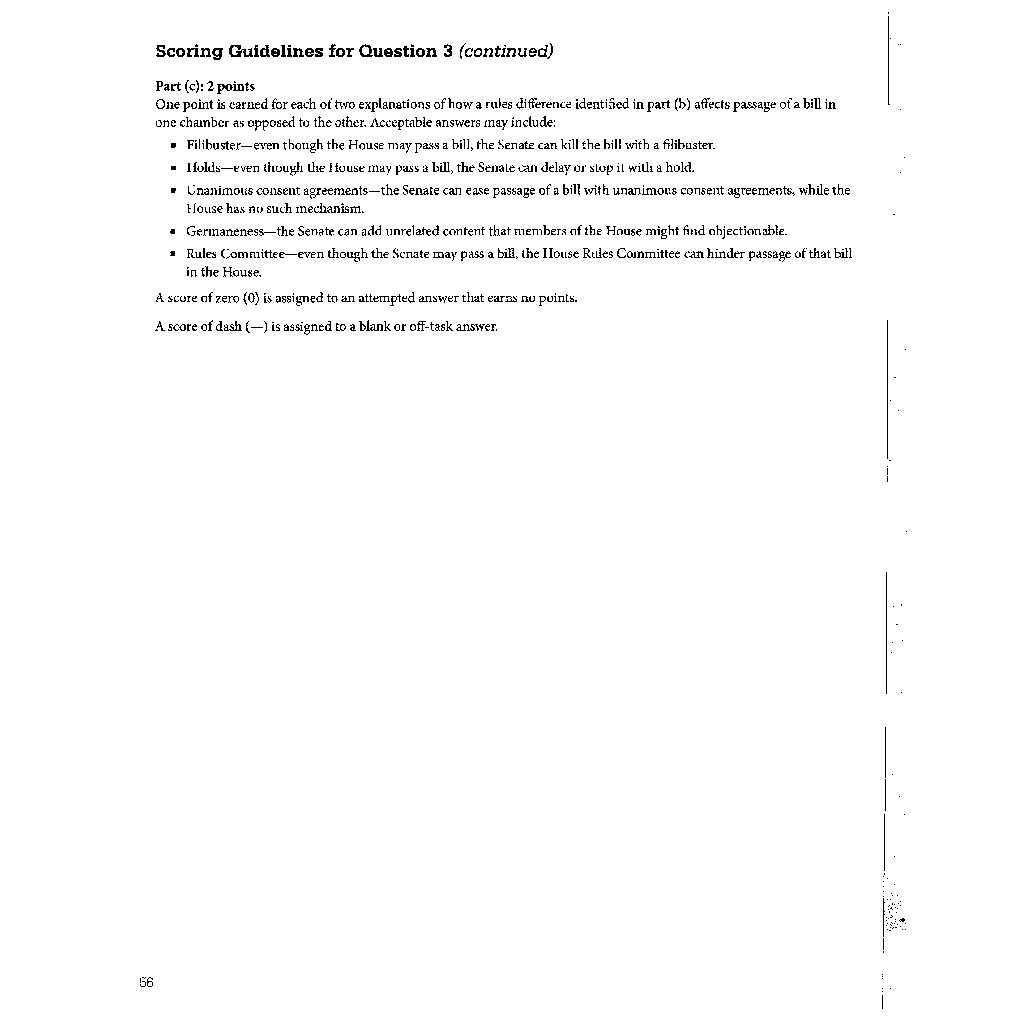 Scoring Guidelines for Question 3 (continued)
Part (c): 2 points
One point is earned for each of two explanations of how a rules difference identified in part (b) affects passage of a bill in
one chamber as opposed to the other. Acceptable answers may include:
▪ Filibuster—even though the House may pass a bill, the Senate can kill the bill with a filibuster.
▪ Holds—even though the House may pass a bill, the Senate can delay or stop it with a hold.
▪ Unanimous consent agreements—the Senate can ease passage of a bill with unanimous consent agreements, while the
House has no such mechanism.
▪ Germaneness—the Senate can add unrelated content that members of the House might find objectionable.
▪ Rules Committee—even though the Senate may pass a bill, the House Rules Committee can hinder passage of that bill
in the House.
A score of zero (0) is assigned to an attempted answer that earns no points.
A score of dash (—) is assigned to a blank or off-task answer.
66